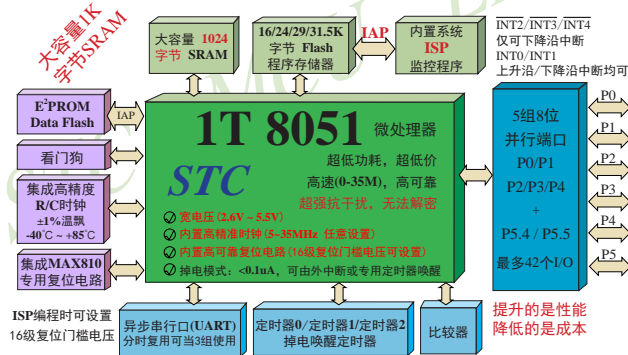 大容量1K
字节SRAM
大容量 1024
字节 SRAM
16/24/29/31.5K
字节 Flash
程序存储器
IAP
内置系统
ISP
监控程序
INT2/INT3/INT4
仅可下降沿中断
INT0/INT1
上升沿/下降沿中断均可
E²PROM
Data Flash
IAP
看门狗
集成高精度
R/C时钟
±1%温飘
-40℃ ~ +85℃
集成MAX810
专用复位电路
1T 8051 微处理器
STC
超低功耗，超低价
高速(0-35M)，高可靠
超强抗干扰，无法解密
宽电压(2.6V ~ 5.5V)
内置高精准时钟(5~35MHz 任意设置)
内置高可靠复位电路(16级复位门槛电压可设置)
掉电模式：<0.1uA，可由外中断或专用定时器唤醒
5组8位
并行端口
P0/P1
P2/P3/P4
+
P5.4 / P5.5
最多42个I/O
P0
P1
P2
P3
P4
P5
ISP编程时可设置
16级复位门槛电压
异步串行口(UART)
分时复用可当3组使用
定时器0/定时器1/定时器2
掉电唤醒定时器
比较器
提升的是性能
降低的是成本